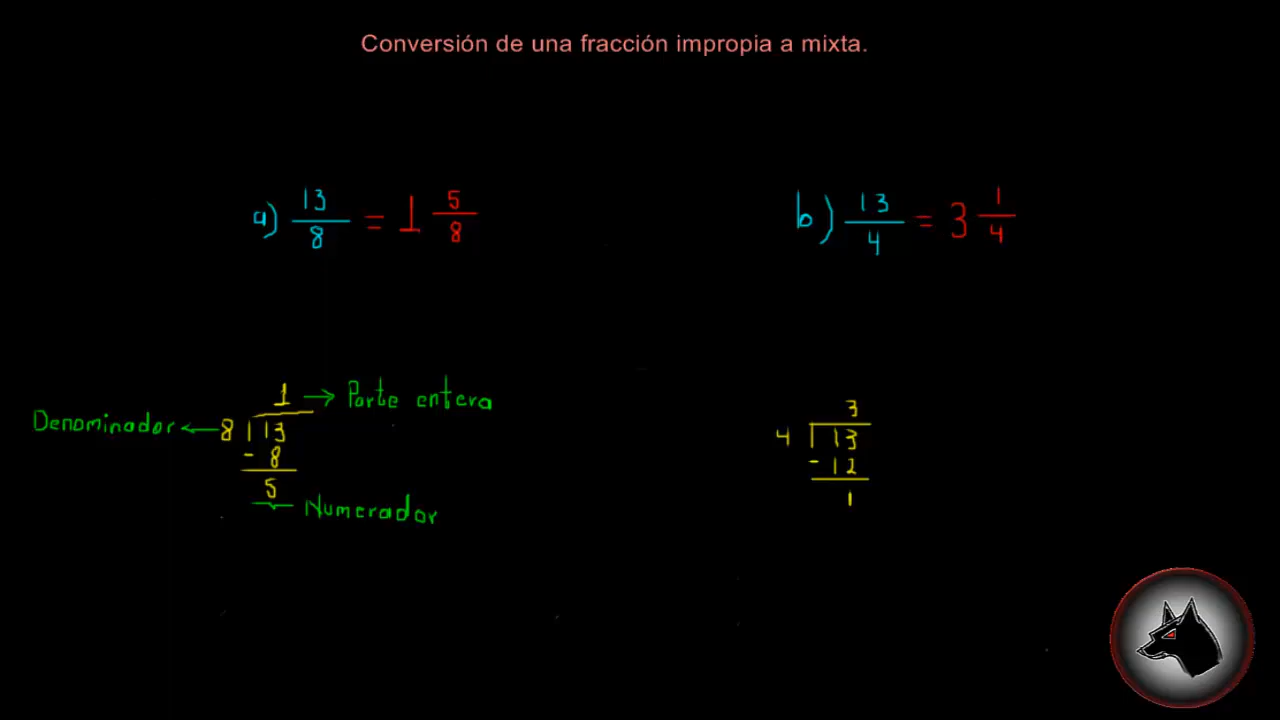 Conversión de una fracción impropia a mixta.
a) 13/8 = 1 5/8
b) 13/4 = 3 1/4
1 → Parte entera
Denominador ← 8 | 13
- 8
5
← Numerador
3
4 | 13
- 12
1